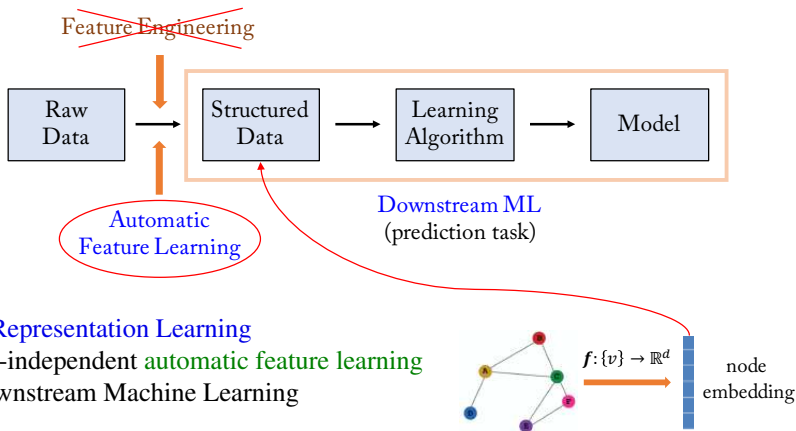 Feature Engineering
Raw
Data
Structured
Data
Learning
Algorithm
Model
Automatic
Feature Learning
Downstream ML
(prediction task)
Representation Learning
-independent automatic feature learning
wnstream Machine Learning
f: {v} → ℝᵈ
node
embedding
B
A
C
F
D
E